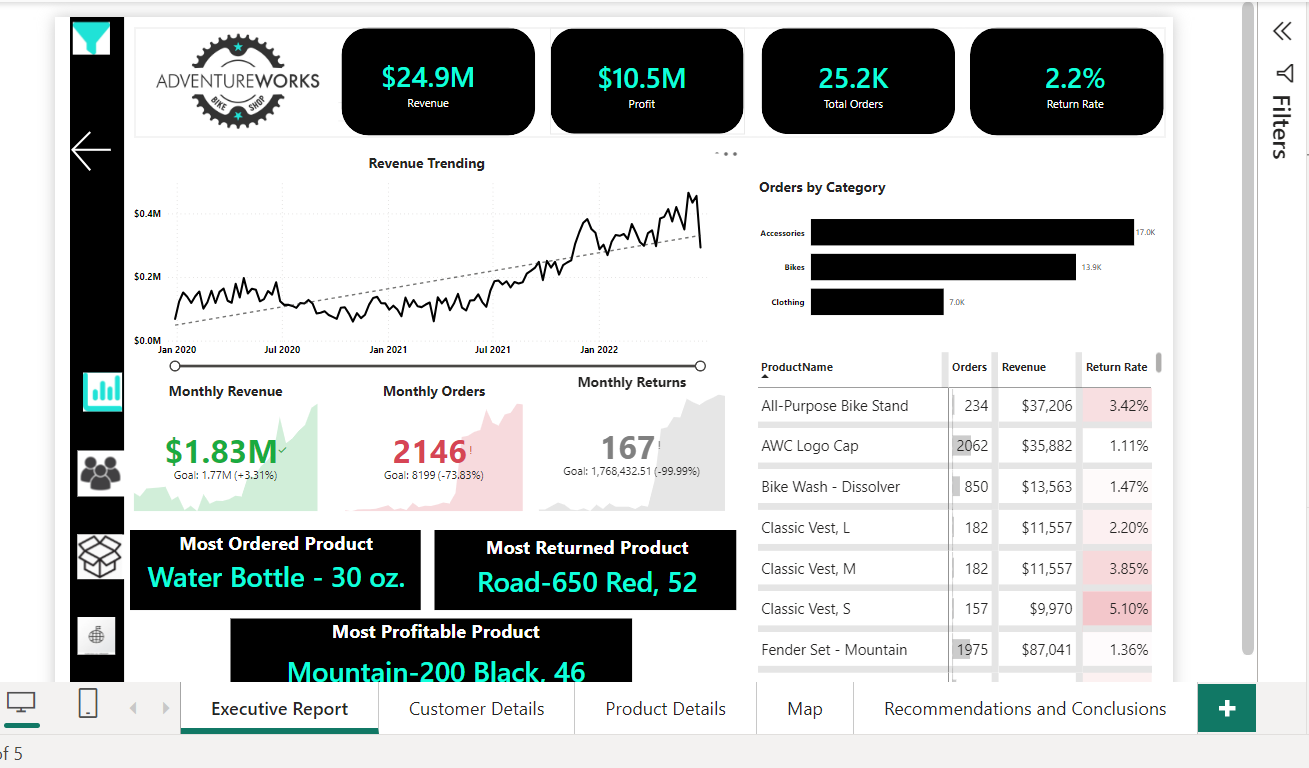 ADVENTUREWORKS
BIKE SHOP
$24.9M
Revenue
$10.5M
Profit
25.2K
Total Orders
2.2%
Return Rate
Filters
Revenue Trending
$0.4M
$0.2M
$0.0M
Jan 2020 Jul 2020 Jan 2021 Jul 2021 Jan 2022
Orders by Category
Accessories 17.0K
Bikes 13.9K
Clothing 7.0K
Monthly Revenue
$1.83M
Goal: 1.77M (+3.31%)
Monthly Orders
2146!
Goal: 8199 (-73.83%)
Monthly Returns
167!
Goal: 1,768,432.51 (-99.99%)
ProductName Orders Revenue Return Rate
All-Purpose Bike Stand 234 $37,206 3.42%
AWC Logo Cap 2062 $35,882 1.11%
Bike Wash - Dissolver 850 $13,563 1.47%
Classic Vest, L 182 $11,557 2.20%
Classic Vest, M 182 $11,557 3.85%
Classic Vest, S 157 $9,970 5.10%
Fender Set - Mountain 1975 $87,041 1.36%
Most Ordered Product
Water Bottle - 30 oz.
Most Returned Product
Road-650 Red, 52
Most Profitable Product
Mountain-200 Black, 46
Executive Report Customer Details Product Details Map Recommendations and Conclusions
of 5